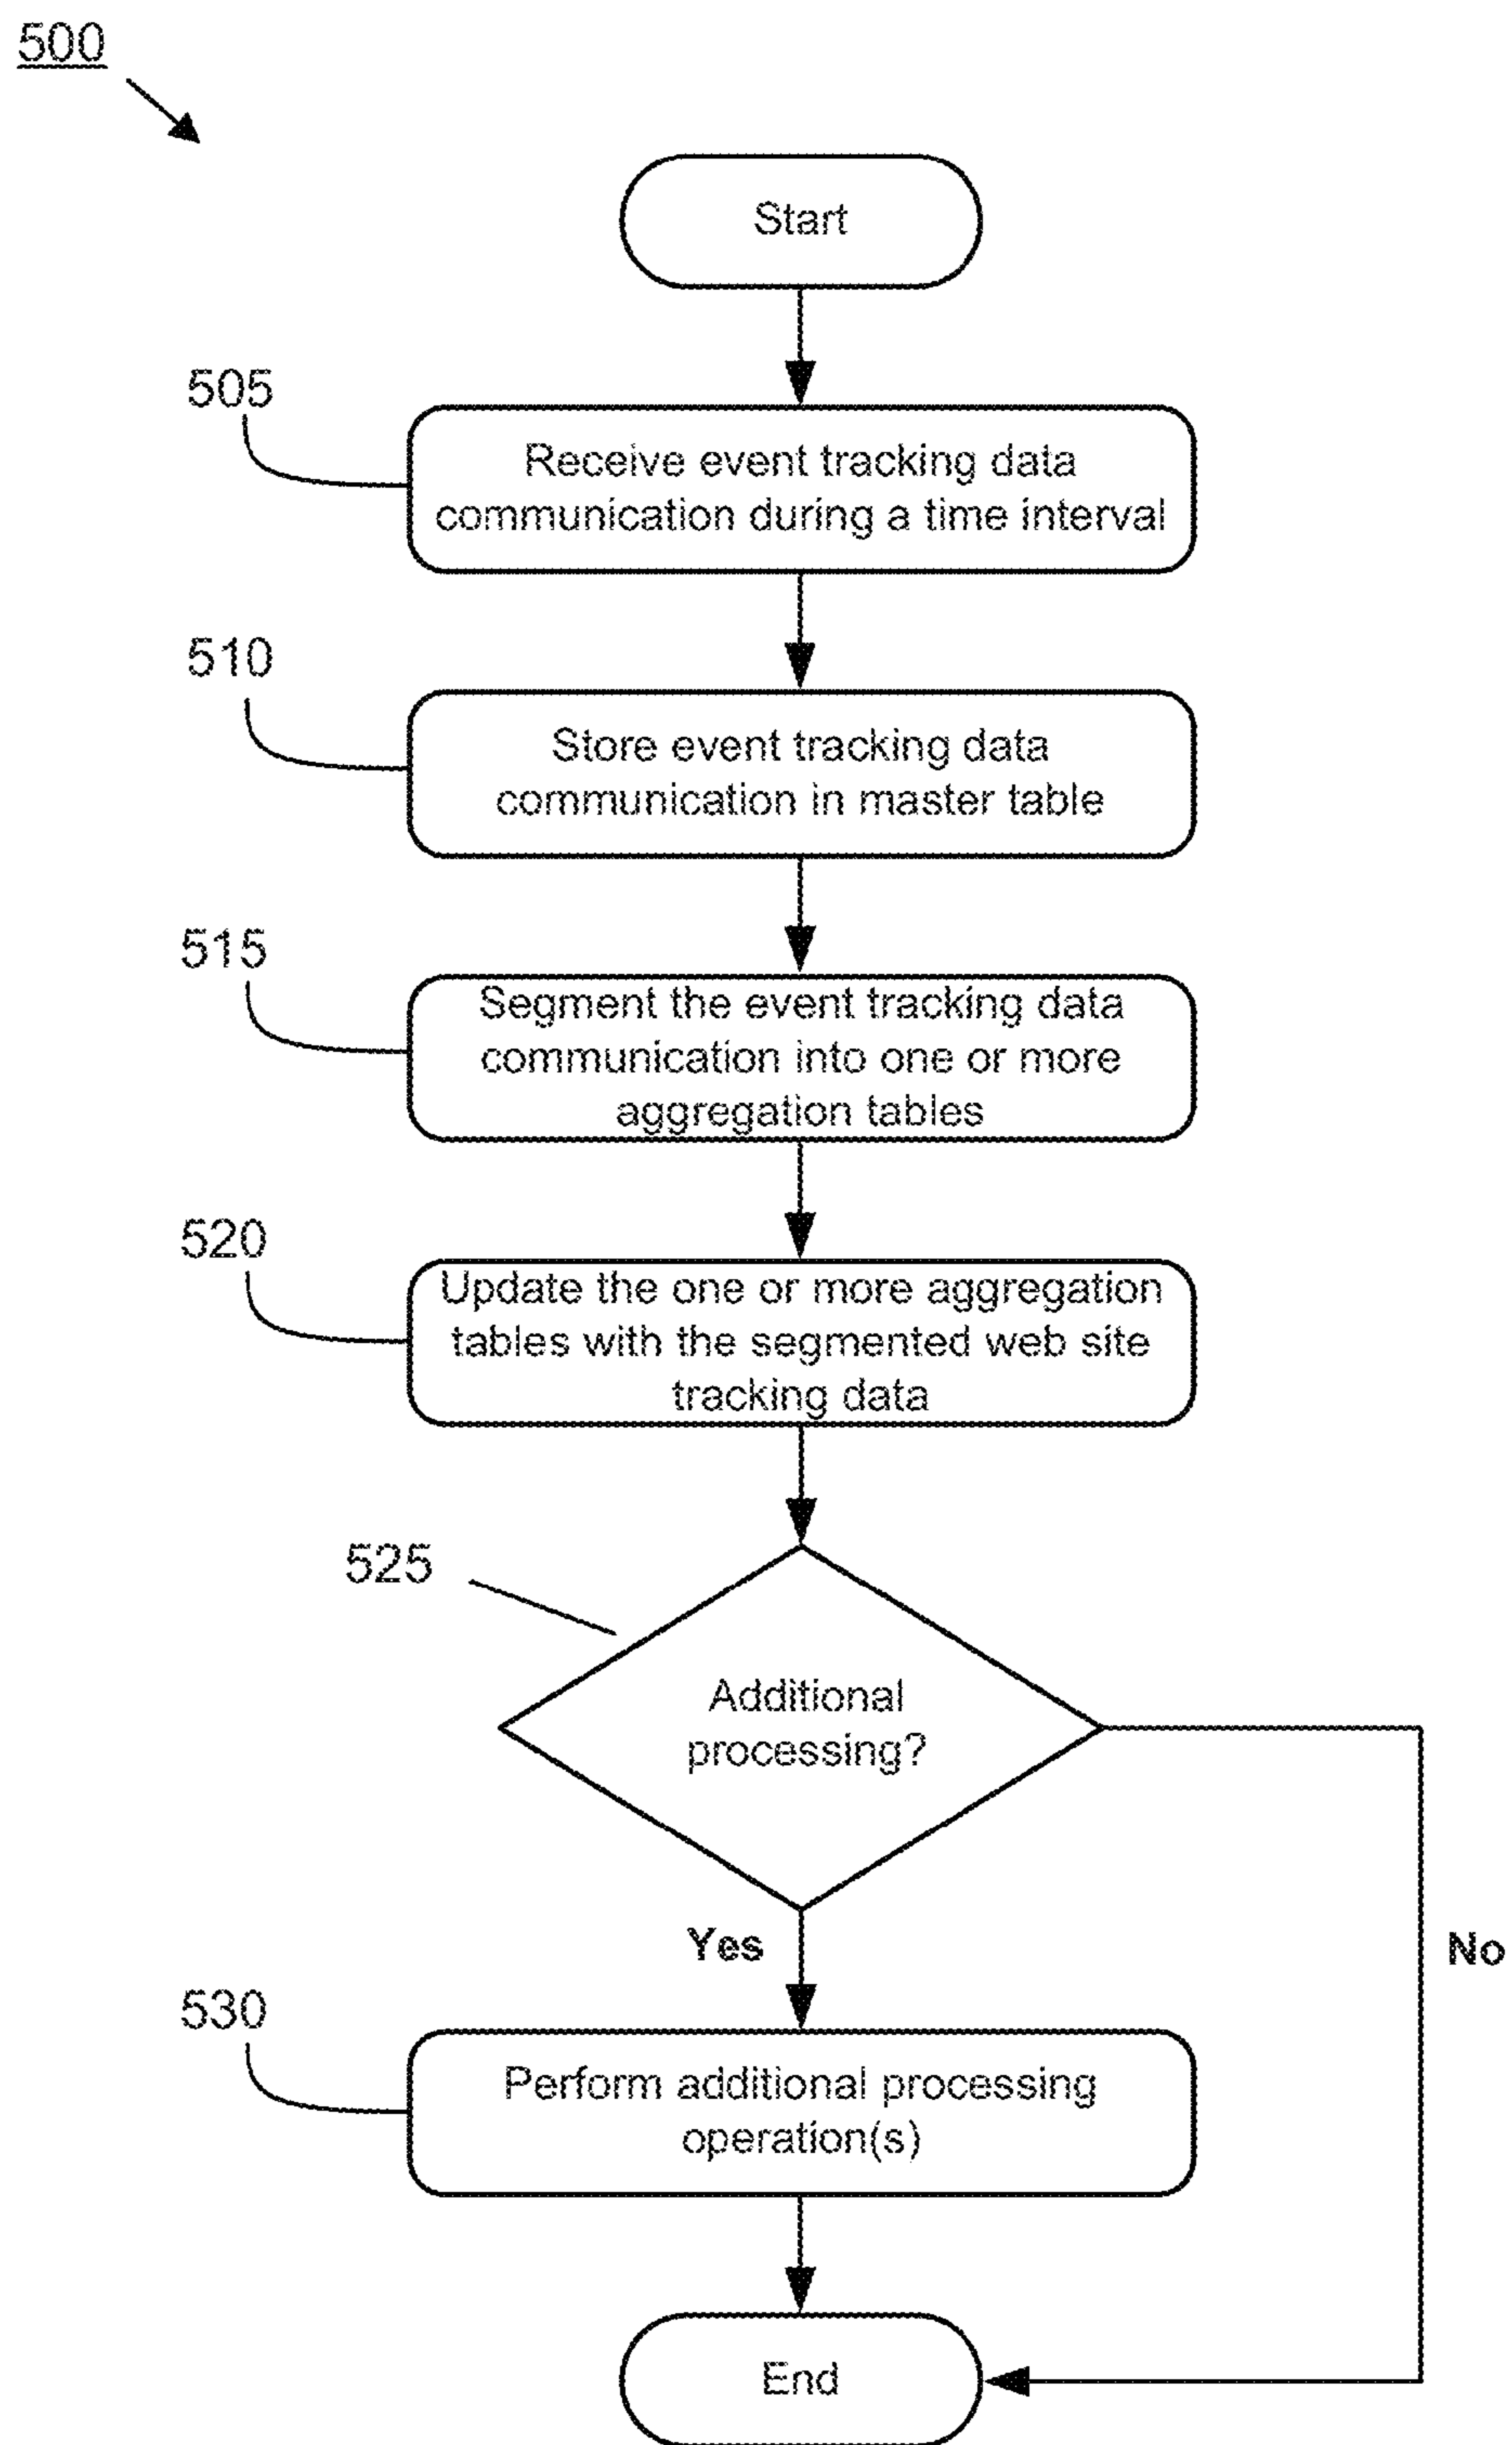 500
Start
505
Receive event tracking data
communication during a time interval
510
Store event tracking data
communication in master table
515
Segment the event tracking data
communication into one or more
aggregation tables
520
Update the one or more aggregation
tables with the segmented web site
tracking data
525
Additional
processing?
Yes
No
530
Perform additional processing
operation(s)
End